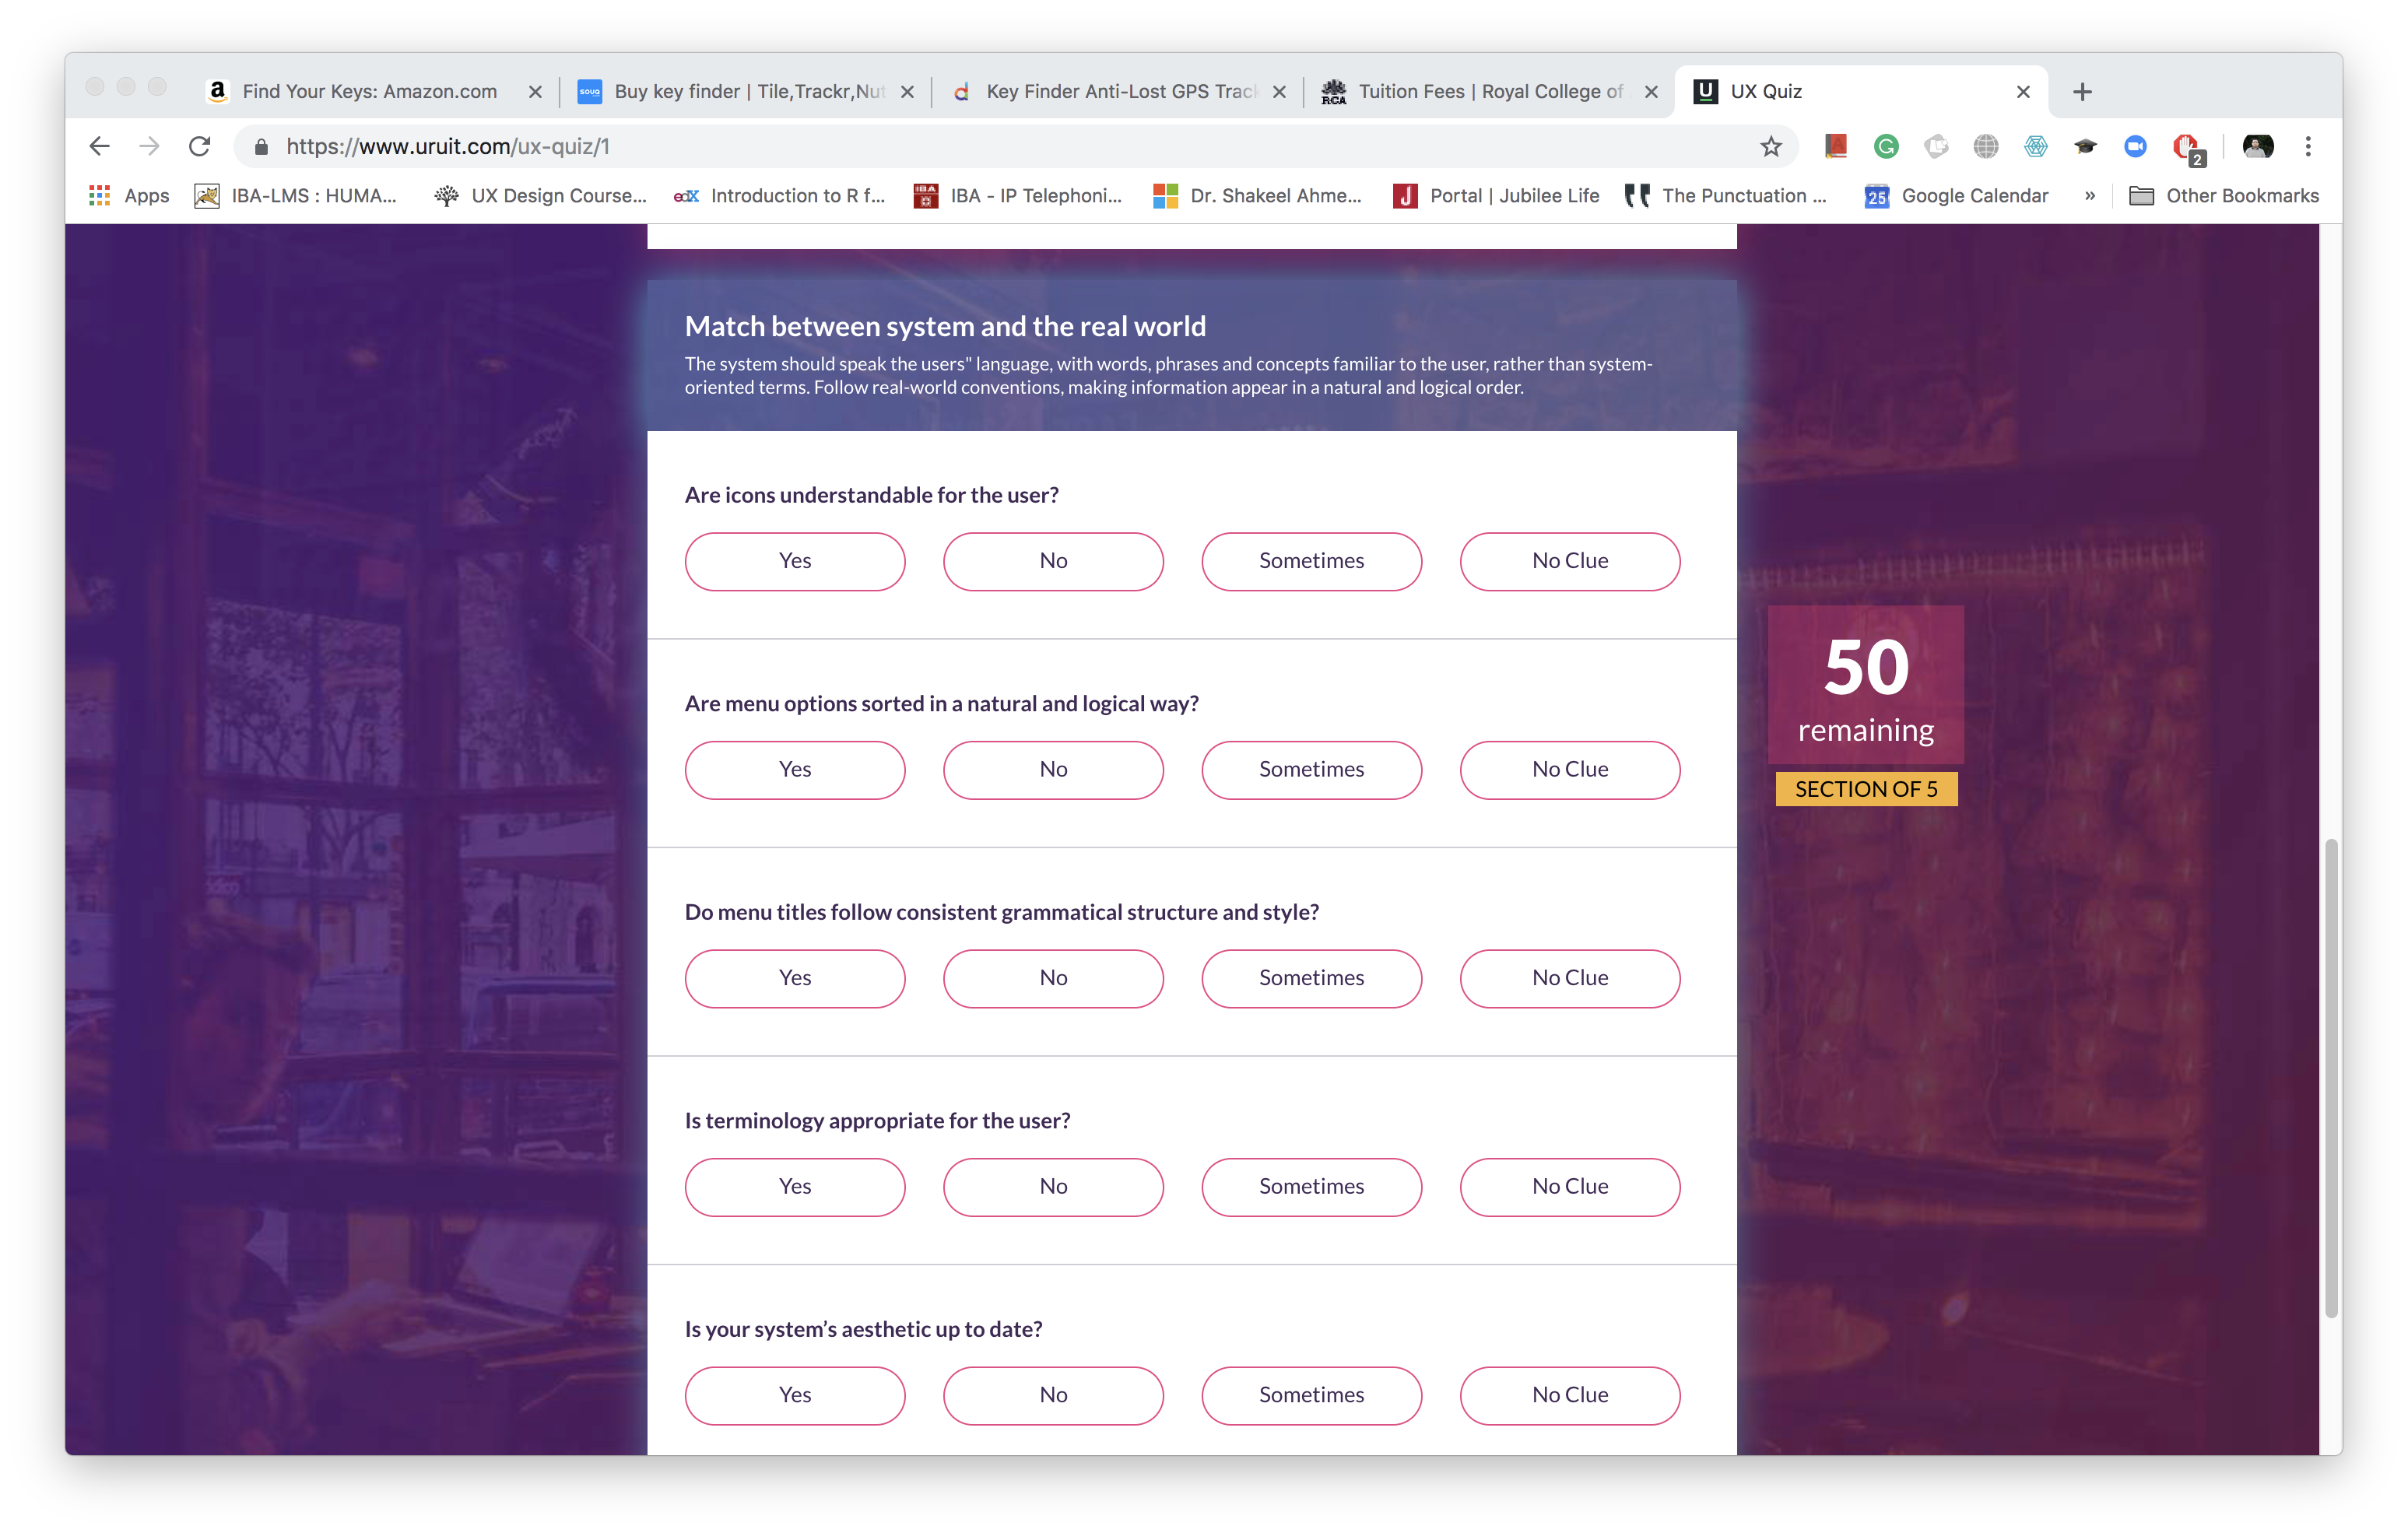 Find Your Keys: Amazon.com
Buy key finder | Tile,Trackr,Nut
Key Finder Anti-Lost GPS Track
Tuition Fees | Royal College of
UX Quiz
https://www.uruit.com/ux-quiz/1
2
Apps
IBA-LMS : HUMA...
UX Design Course...
edX
Introduction to R f...
IBA
IBA - IP Telephoni...
Dr. Shakeel Ahme...
Portal | Jubilee Life
The Punctuation ...
25
Google Calendar
»
Other Bookmarks
Match between system and the real world
The system should speak the users" language, with words, phrases and concepts familiar to the user, rather than system-
oriented terms. Follow real-world conventions, making information appear in a natural and logical order.
Are icons understandable for the user?
Yes No Sometimes No Clue
50
remaining
SECTION OF 5
Are menu options sorted in a natural and logical way?
Yes No Sometimes No Clue
Do menu titles follow consistent grammatical structure and style?
Yes No Sometimes No Clue
Is terminology appropriate for the user?
Yes No Sometimes No Clue
Is your system’s aesthetic up to date?
Yes No Sometimes No Clue